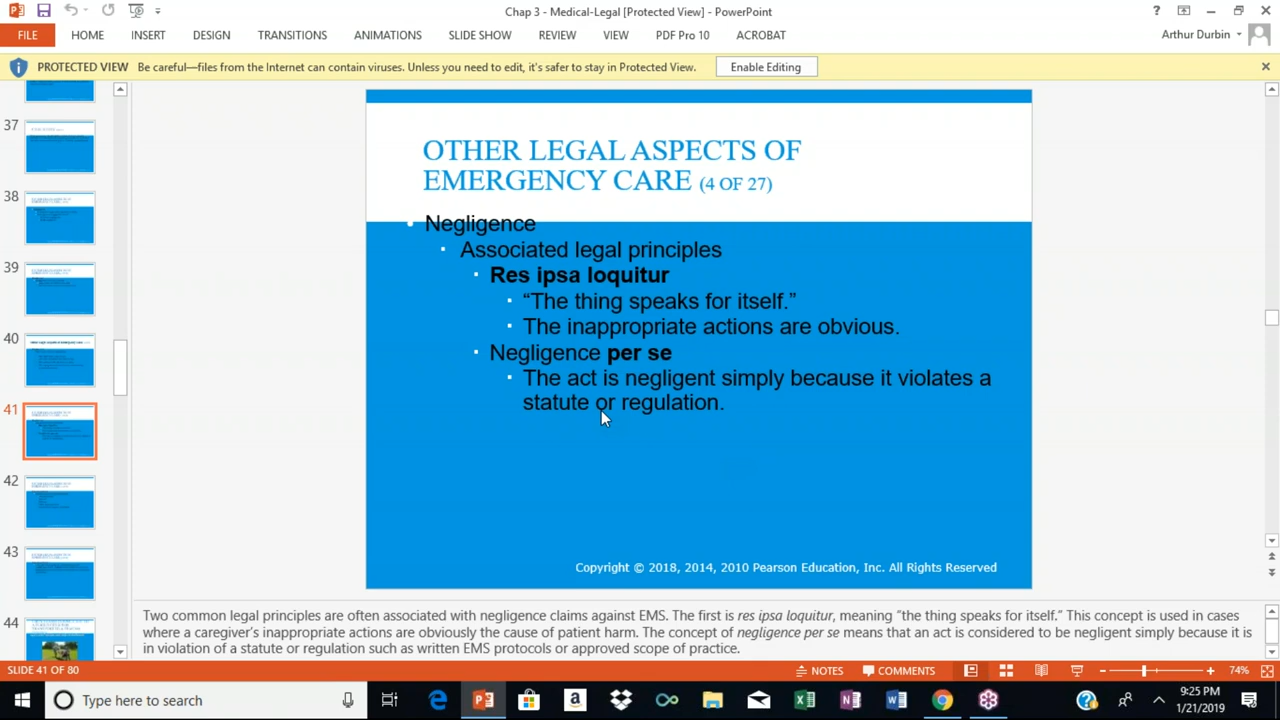 Chap 3 - Medical-Legal [Protected View] - PowerPoint
?
Arthur Durbin
FILE HOME INSERT DESIGN TRANSITIONS ANIMATIONS SLIDE SHOW REVIEW VIEW PDF Pro 10 ACROBAT
PROTECTED VIEW Be careful—files from the Internet can contain viruses. Unless you need to edit, it's safer to stay in Protected View. Enable Editing
37
38
39
40
41
42
43
44
OTHER LEGAL ASPECTS OF
EMERGENCY CARE (4 OF 27)
• Negligence
▪ Associated legal principles
▪ Res ipsa loquitur
▪ “The thing speaks for itself.”
▪ The inappropriate actions are obvious.
▪ Negligence per se
▪ The act is negligent simply because it violates a
statute or regulation.
Copyright © 2018, 2014, 2010 Pearson Education, Inc. All Rights Reserved
Two common legal principles are often associated with negligence claims against EMS. The first is res ipsa loquitur, meaning “the thing speaks for itself.” This concept is used in cases
where a caregiver’s inappropriate actions are obviously the cause of patient harm. The concept of negligence per se means that an act is considered to be negligent simply because it is
in violation of a statute or regulation such as written EMS protocols or approved scope of practice.
SLIDE 41 OF 80 NOTES COMMENTS 74%
Type here to search
9:25 PM
1/21/2019